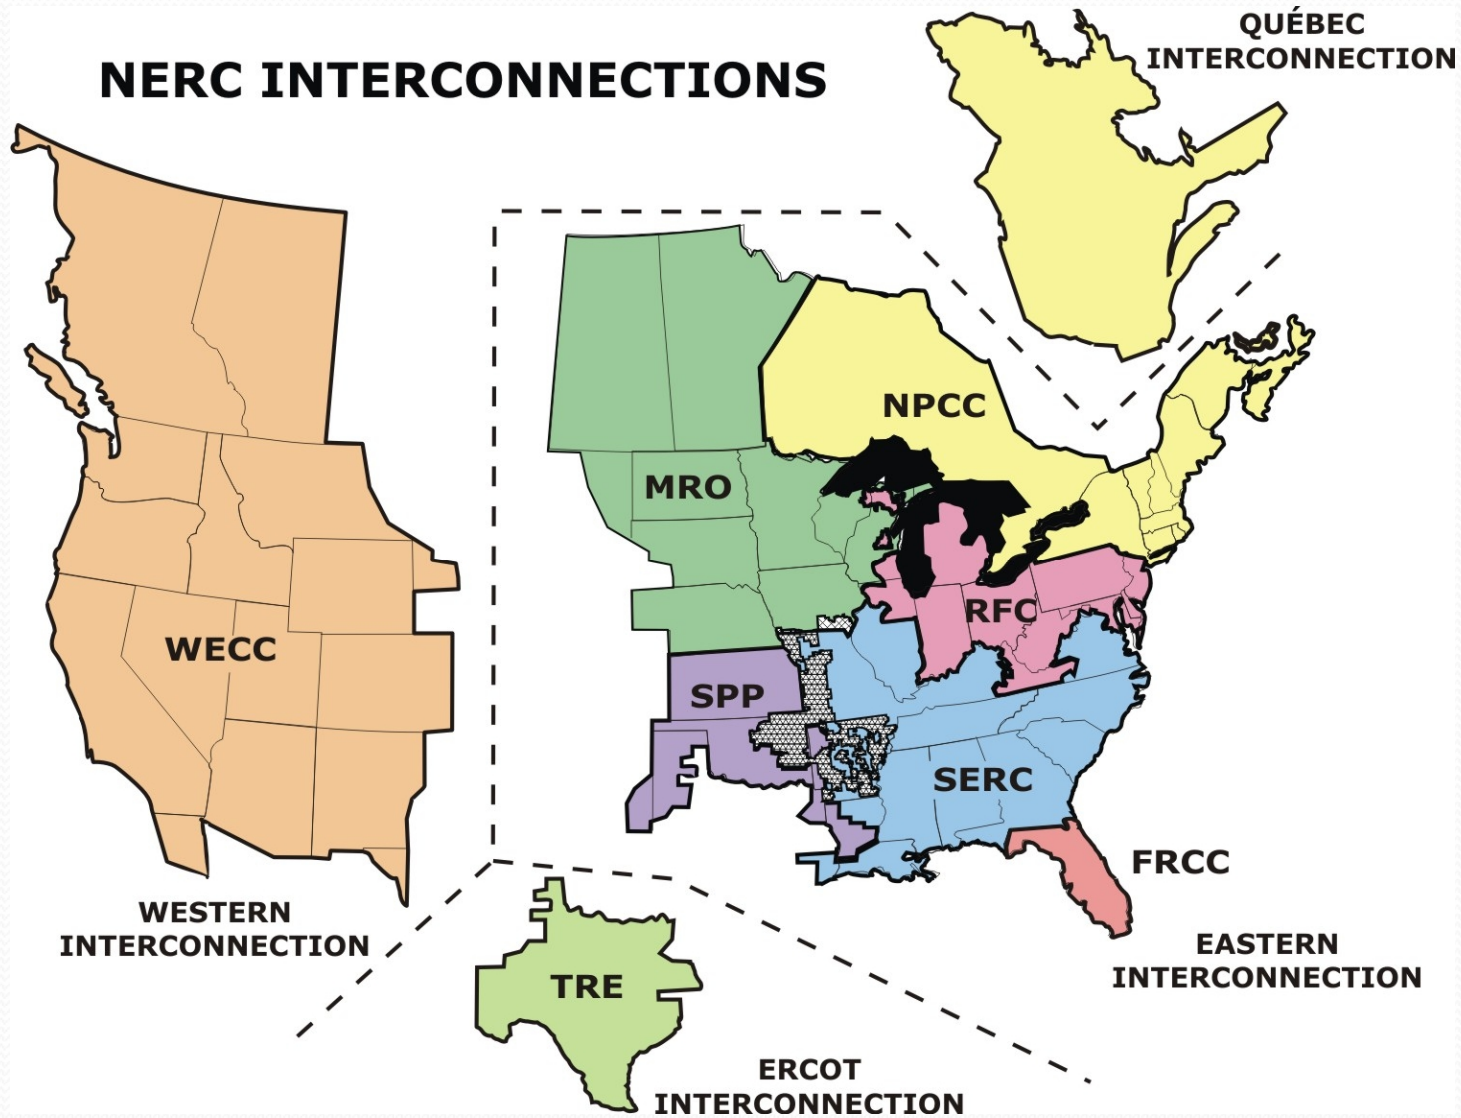 NERC INTERCONNECTIONS
QUÉBEC
INTERCONNECTION
NPCC
MRO
RFC
WECC
SPP
SERC
FRCC
WESTERN
INTERCONNECTION
EASTERN
INTERCONNECTION
TRE
ERCOT
INTERCONNECTION